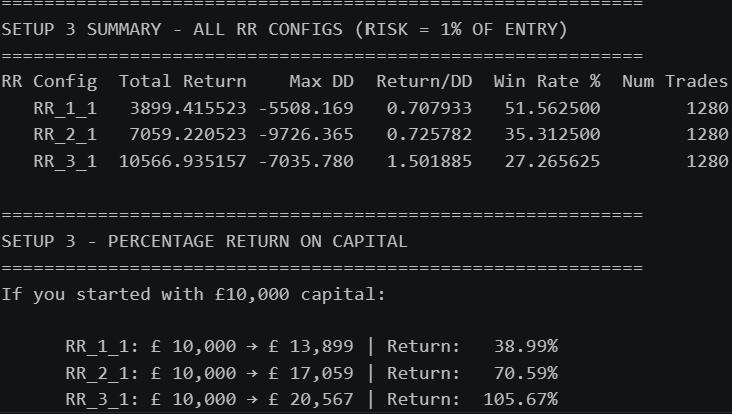 ============================================================
SETUP 3 SUMMARY - ALL RR CONFIGS (RISK = 1% OF ENTRY)
============================================================
RR Config  Total Return    Max DD  Return/DD  Win Rate %  Num Trades
   RR_1_1   3899.415523 -5508.169   0.707933   51.562500        1280
   RR_2_1   7059.220523 -9726.365   0.725782   35.312500        1280
   RR_3_1  10566.935157 -7035.780   1.501885   27.265625        1280

============================================================
SETUP 3 - PERCENTAGE RETURN ON CAPITAL
============================================================
If you started with £10,000 capital:

      RR_1_1: £ 10,000 → £ 13,899 | Return:   38.99%
      RR_2_1: £ 10,000 → £ 17,059 | Return:   70.59%
      RR_3_1: £ 10,000 → £ 20,567 | Return:  105.67%